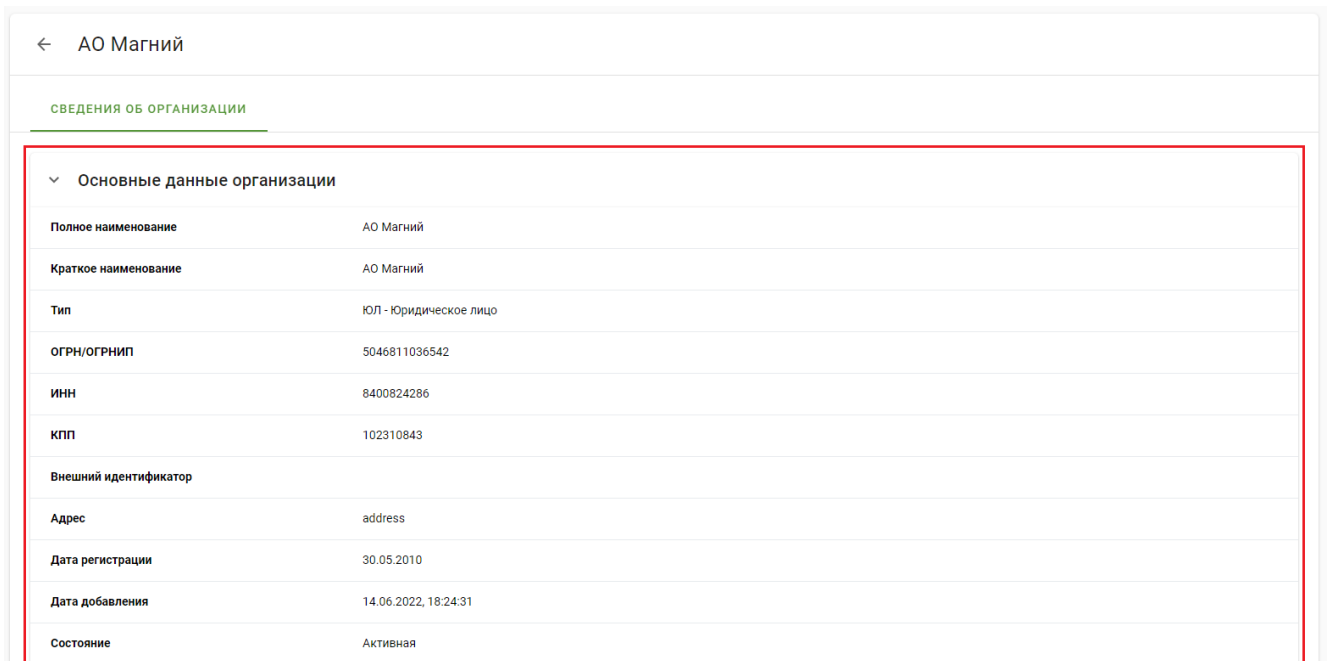 АО Магний
СВЕДЕНИЯ ОБ ОРГАНИЗАЦИИ
Основные данные организации
Полное наименование АО Магний
Краткое наименование АО Магний
Тип ЮЛ - Юридическое лицо
ОГРН/ОГРНИП 5046811036542
ИНН 8400824286
КПП 102310843
Внешний идентификатор
Адрес address
Дата регистрации 30.05.2010
Дата добавления 14.06.2022, 18:24:31
Состояние Активная